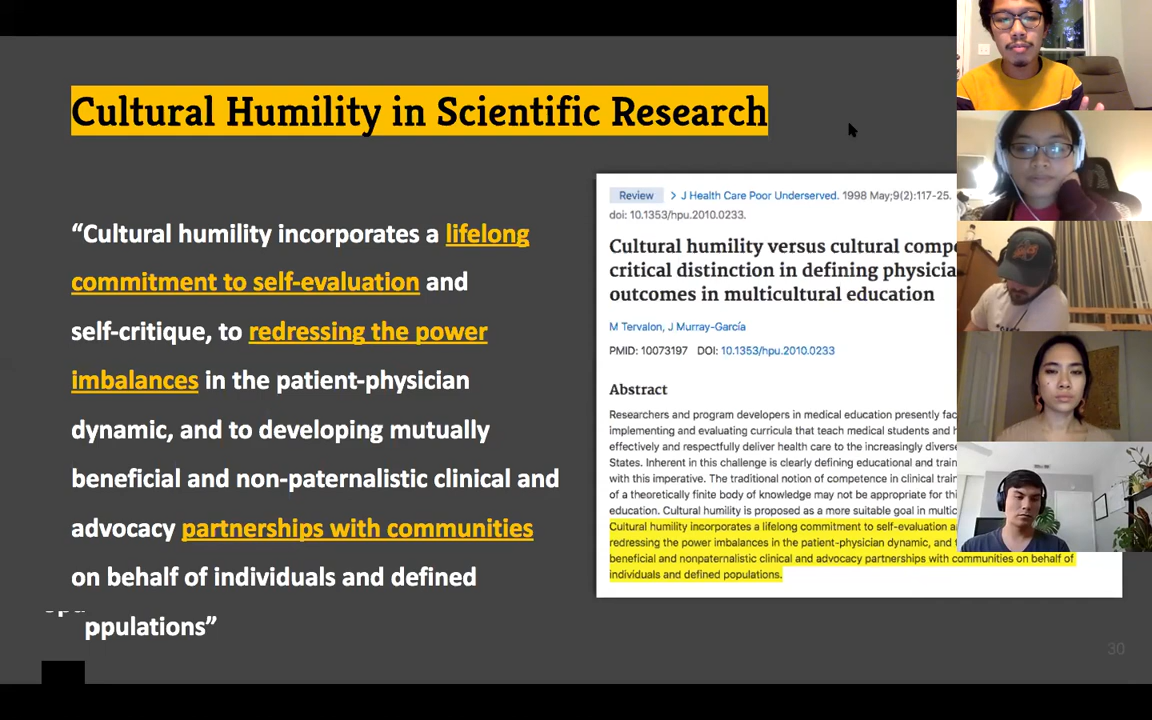 Cultural Humility in Scientific Research
“Cultural humility incorporates a lifelong
commitment to self-evaluation and
self-critique, to redressing the power
imbalances in the patient-physician
dynamic, and to developing mutually
beneficial and non-paternalistic clinical and
advocacy partnerships with communities
on behalf of individuals and defined
ppulations”
Review > J Health Care Poor Underserved. 1998 May;9(2):117-25.
doi: 10.1353/hpu.2010.0233.
Cultural humility versus cultural compe
critical distinction in defining physicia
outcomes in multicultural education
M Tervalon, J Murray-García
PMID: 10073197 DOI: 10.1353/hpu.2010.0233
Abstract
Researchers and program developers in medical education presently fac
implementing and evaluating curricula that teach medical students and h
effectively and respectfully deliver health care to the increasingly diverse
States. Inherent in this challenge is clearly defining educational and train
with this imperative. The traditional notion of competence in clinical train
of a theoretically finite body of knowledge may not be appropriate for thi
education. Cultural humility is proposed as a more suitable goal in multic
Cultural humility incorporates a lifelong commitment to self-evaluation a
redressing the power imbalances in the patient-physician dynamic, and t
beneficial and nonpaternalistic clinical and advocacy partnerships with communities on behalf of
individuals and defined populations.
30